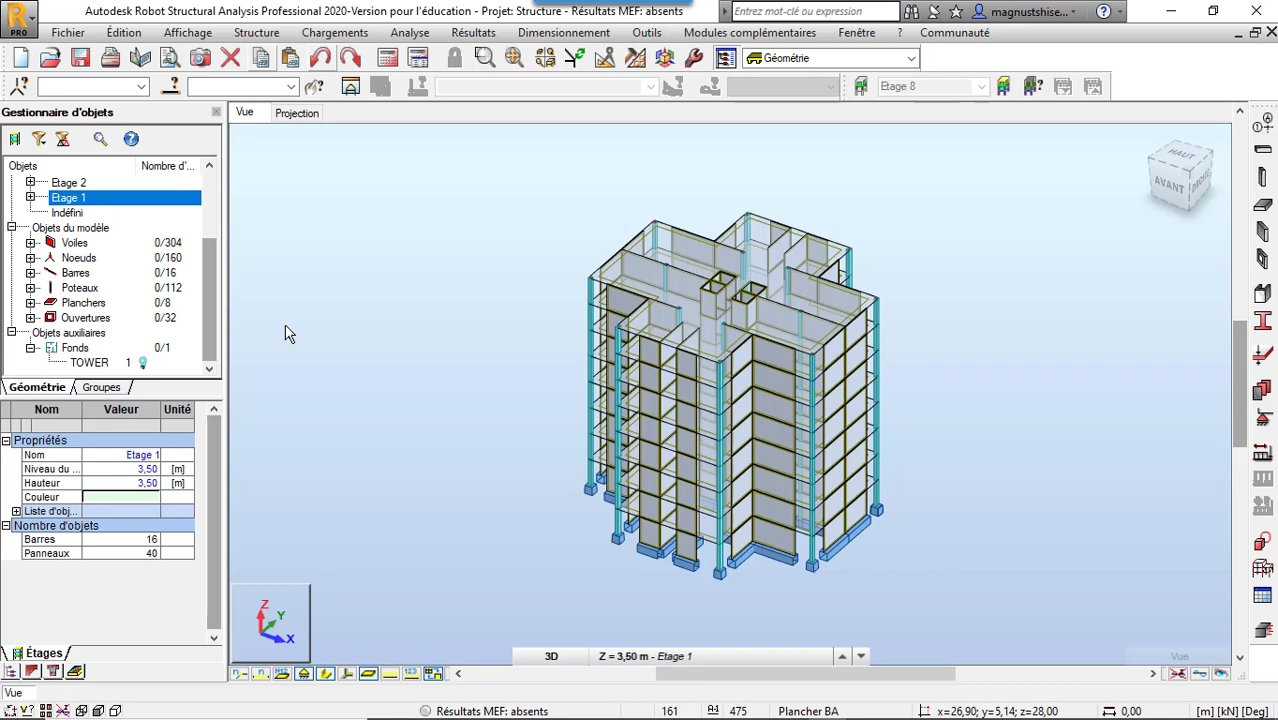 Autodesk Robot Structural Analysis Professional 2020-Version pour l'éducation - Projet: Structure - Résultats MEF: absents
Entrez mot-clé ou expression
magnustshise...
PRO
Fichier Édition Affichage Structure Chargements Analyse Résultats Dimensionnement Outils Modules complémentaires Fenêtre ? Communauté
Géométrie
Etage 8
Gestionnaire d'objets
Vue Projection
Objets Nombre d'...
Etage 2
Etage 1
Indéfini
Objets du modèle
Voiles 0/304
Noeuds 0/160
Barres 0/16
Poteaux 0/112
Planchers 0/8
Ouvertures 0/32
Objets auxiliaires
Fonds 0/1
TOWER 1
Géométrie Groupes
Nom Valeur Unité
Propriétés
Nom Etage 1
Niveau du ... 3,50 [m]
Hauteur 3,50 [m]
Couleur
Liste d'obj...
Nombre d'objets
Barres 16
Panneaux 40
HAUT
AVANT
Z
Y
X
3D Z = 3,50 m - Etage 1
Vue
Étages
Vue
Résultats MEF: absents 161 475 Plancher BA x=26,90; y=5,14; z=28,00 0,00 [m] [kN] [Deg]